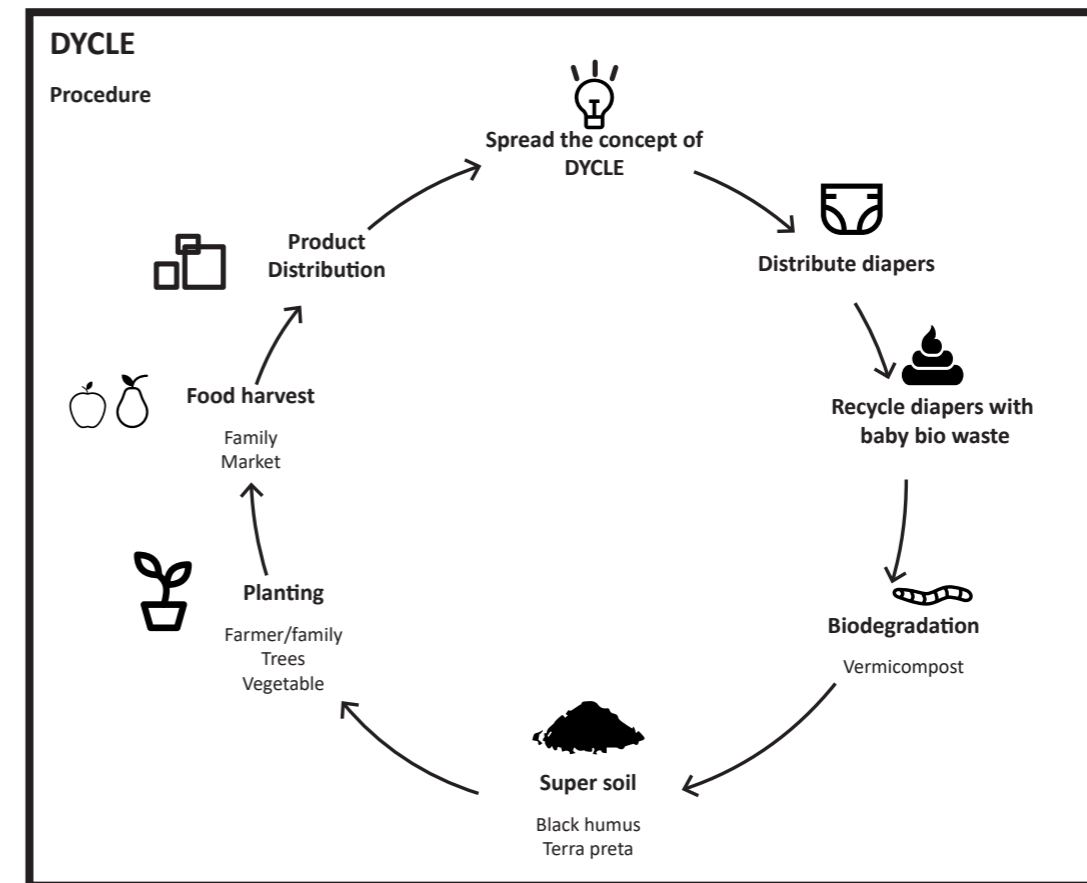 DYCLE
Procedure
Spread the concept of
DYCLE
Distribute diapers
Recycle diapers with
baby bio waste
Biodegradation
Vermicompost
Super soil
Black humus
Terra preta
Planting
Farmer/family
Trees
Vegetable
Food harvest
Family
Market
Product
Distribution